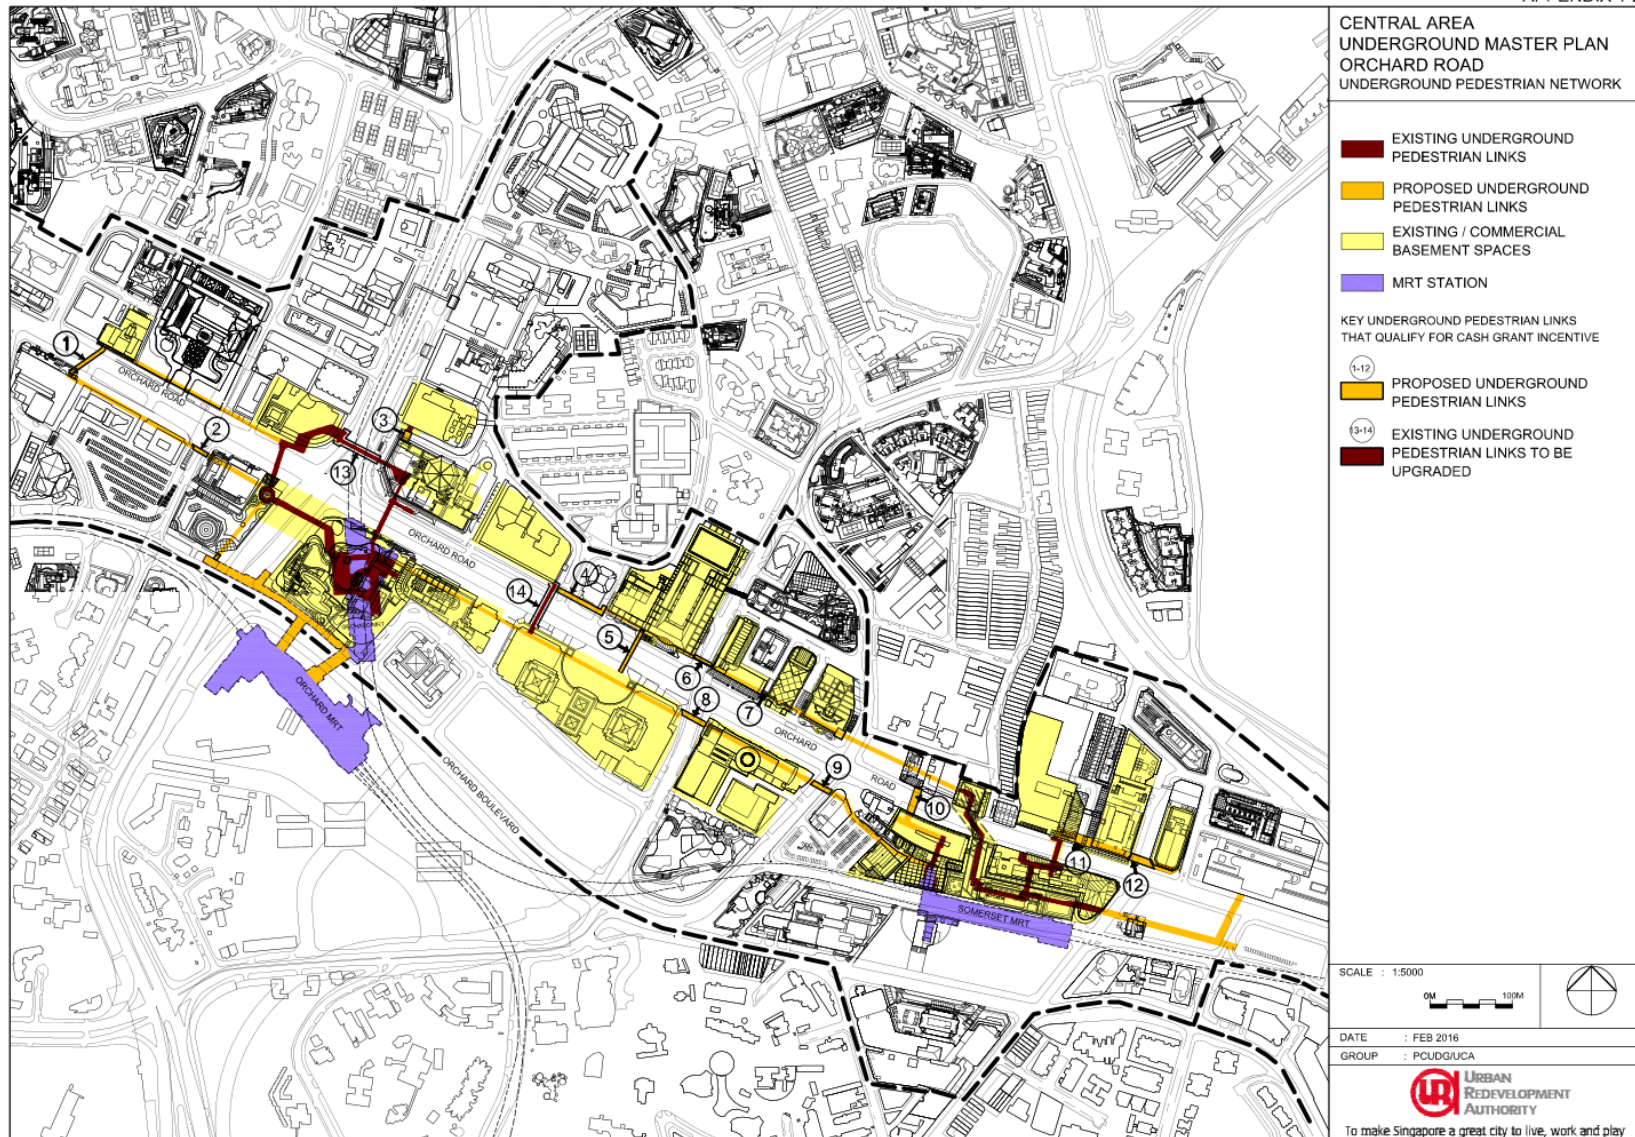 CENTRAL AREA
UNDERGROUND MASTER PLAN
ORCHARD ROAD
UNDERGROUND PEDESTRIAN NETWORK
EXISTING UNDERGROUND
PEDESTRIAN LINKS
PROPOSED UNDERGROUND
PEDESTRIAN LINKS
EXISTING / COMMERCIAL
BASEMENT SPACES
MRT STATION
KEY UNDERGROUND PEDESTRIAN LINKS
THAT QUALIFY FOR CASH GRANT INCENTIVE
1-12
PROPOSED UNDERGROUND
PEDESTRIAN LINKS
13-14
EXISTING UNDERGROUND
PEDESTRIAN LINKS TO BE
UPGRADED
1
ORCHARD ROAD
2
3
13
ORCHARD ROAD
4
14
5
6
7
8
ORCHARD MRT
ORCHARD BOULEVARD
ORCHARD
ROAD
9
10
11
12
SOMERSET MRT
SCALE : 1:5000
0M 100M
DATE : FEB 2016
GROUP : PCUDG/UCA
URBAN
REDEVELOPMENT
AUTHORITY
To make Singapore a great city to live, work and play